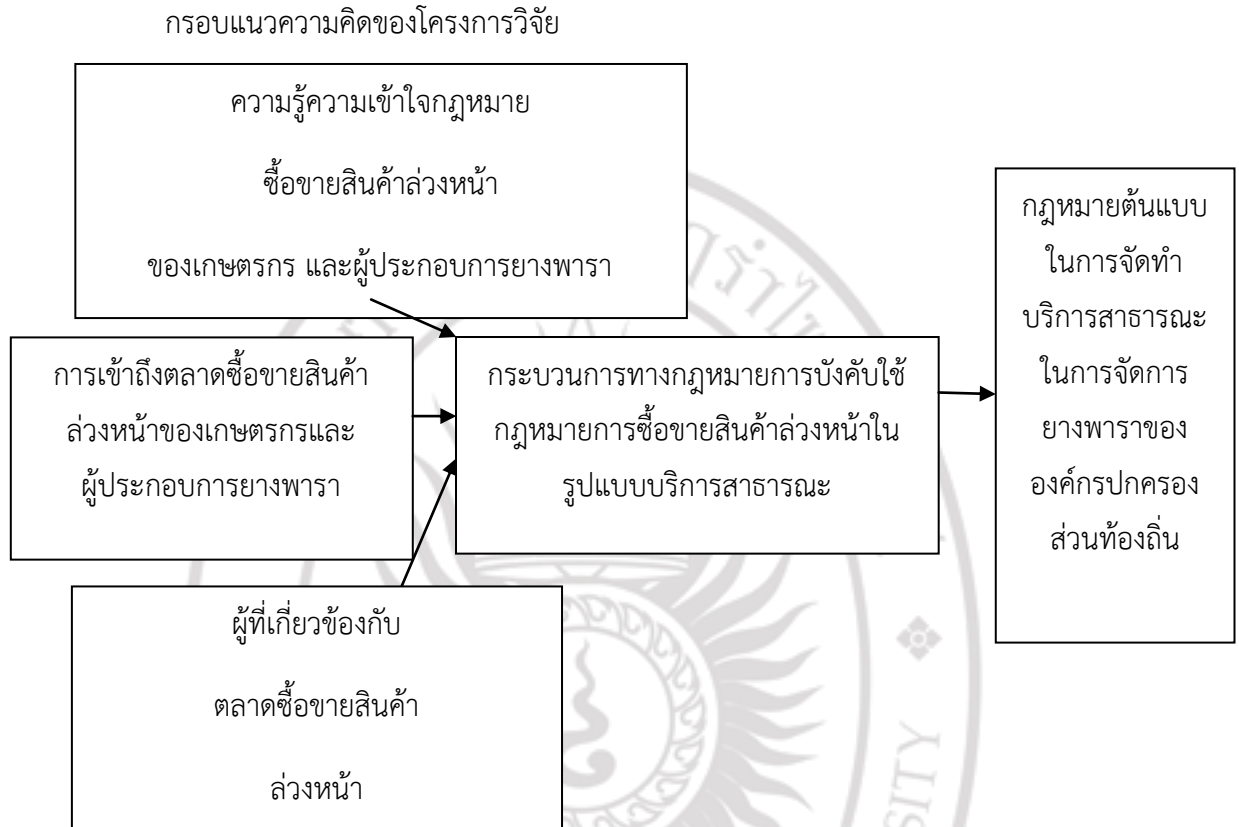 กรอบแนวความคิดของโครงการวิจัย
ความรู้ความเข้าใจกฎหมาย
ซื้อขายสินค้าล่วงหน้า
ของเกษตรกร และผู้ประกอบการยางพารา
การเข้าถึงตลาดซื้อขายสินค้า
ล่วงหน้าของเกษตรกรและ
ผู้ประกอบการยางพารา
ผู้ที่เกี่ยวข้องกับ
ตลาดซื้อขายสินค้า
ล่วงหน้า
กระบวนการทางกฎหมายการบังคับใช้
กฎหมายการซื้อขายสินค้าล่วงหน้าใน
รูปแบบบริการสาธารณะ
กฎหมายต้นแบบ
ในการจัดทำ
บริการสาธารณะ
ในการจัดการ
ยางพาราของ
องค์กรปกครอง
ส่วนท้องถิ่น